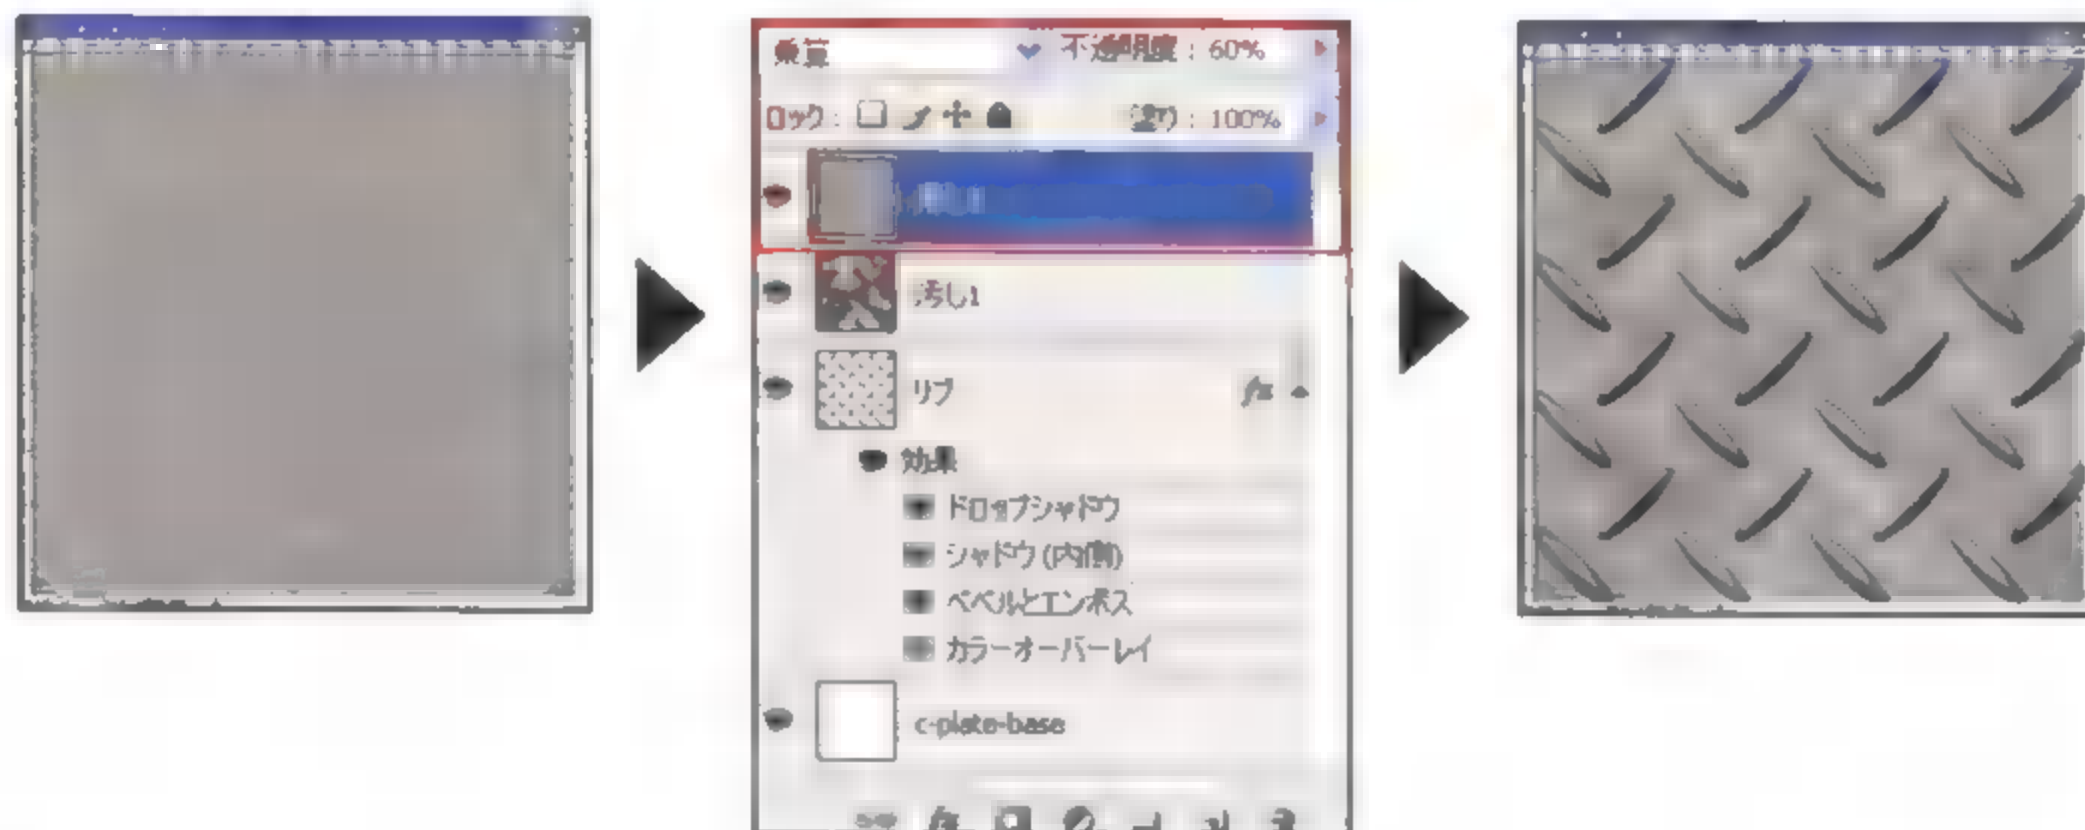 乗算 不透明度 : 60%
ロック : 塗り : 100%
汚し1
リブ fx
効果
ドロップシャドウ
シャドウ (内側)
ベベルとエンボス
カラーオーバーレイ
c-plate-base